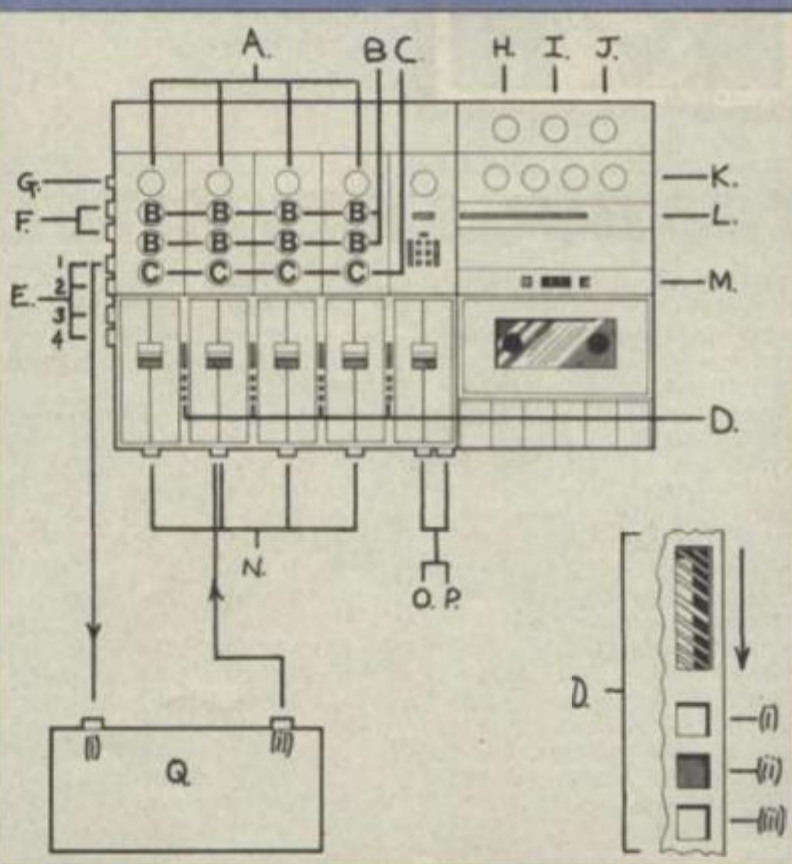 A. B C. H. I. J.
G. K.
B B B B
F. L.
B B B B
1 C C C C
E. 2 M.
3
4
D.
N.
O. P.
D.
(i)
(i) (ii) (ii)
Q.
(iii)